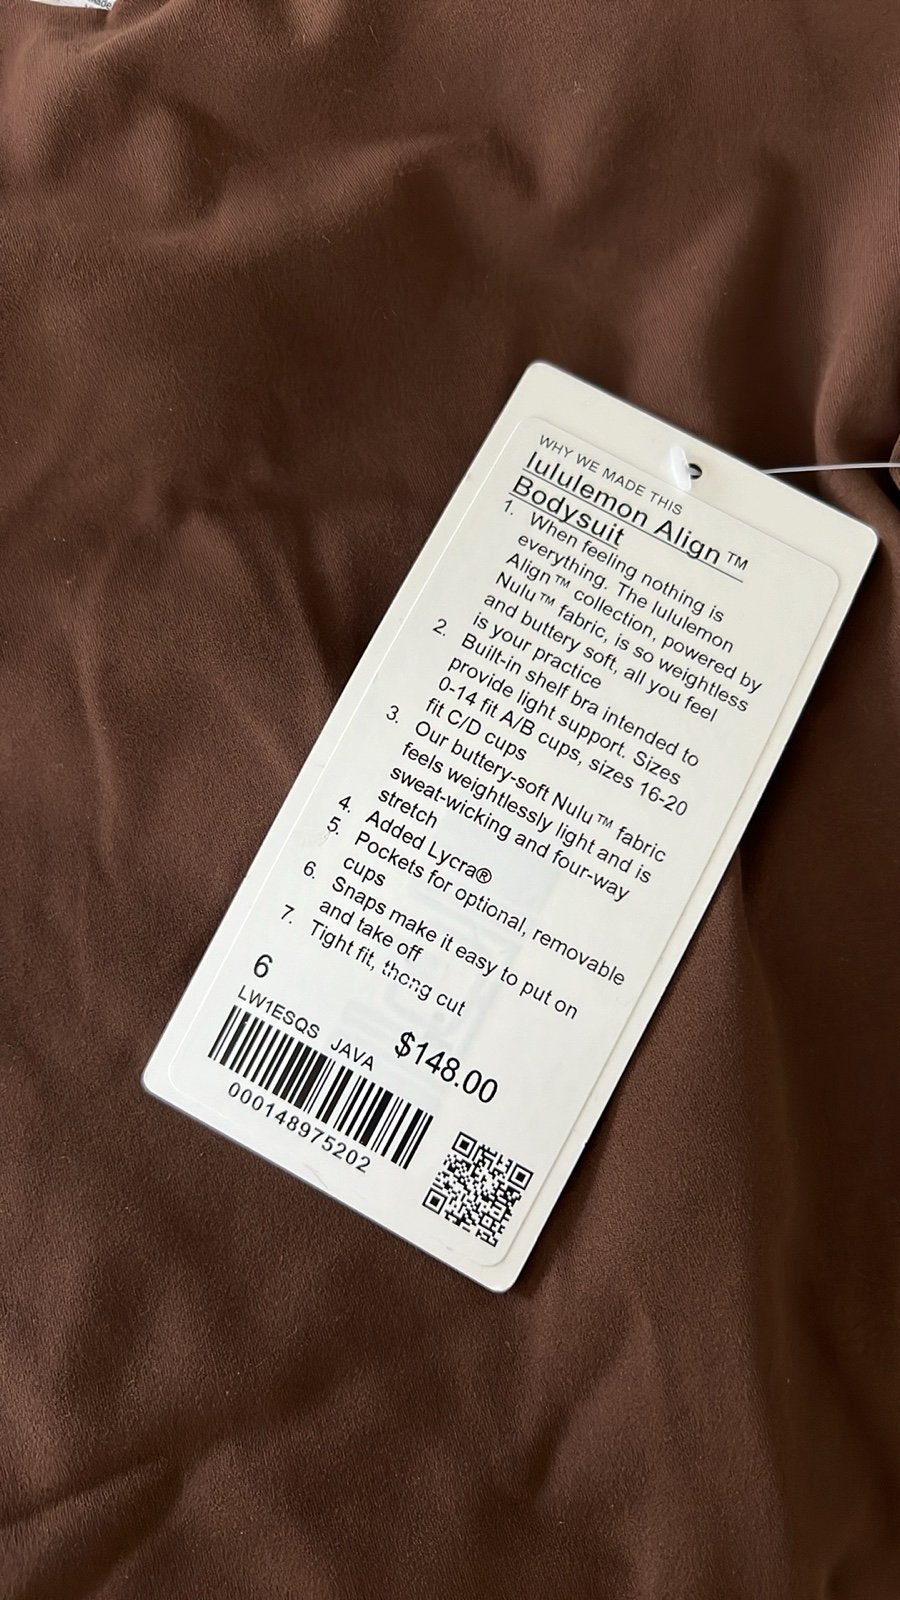 WHY WE MADE THIS
lululemon Align™
Bodysuit
1. When feeling nothing is
everything. The lululemon
Align™ collection, powered by
Nulu™ fabric, is so weightless
and buttery soft, all you feel
is your practice
2. Built-in shelf bra intended to
provide light support. Sizes
0-14 fit A/B cups, sizes 16-20
fit C/D cups
3. Our buttery-soft Nulu™ fabric
feels weightlessly light and is
sweat-wicking and four-way
stretch
4. Added Lycra®
5. Pockets for optional, removable
cups
6. Snaps make it easy to put on
and take off
7. Tight fit, thong cut
6
LW1ESQS JAVA $148.00
000148975202